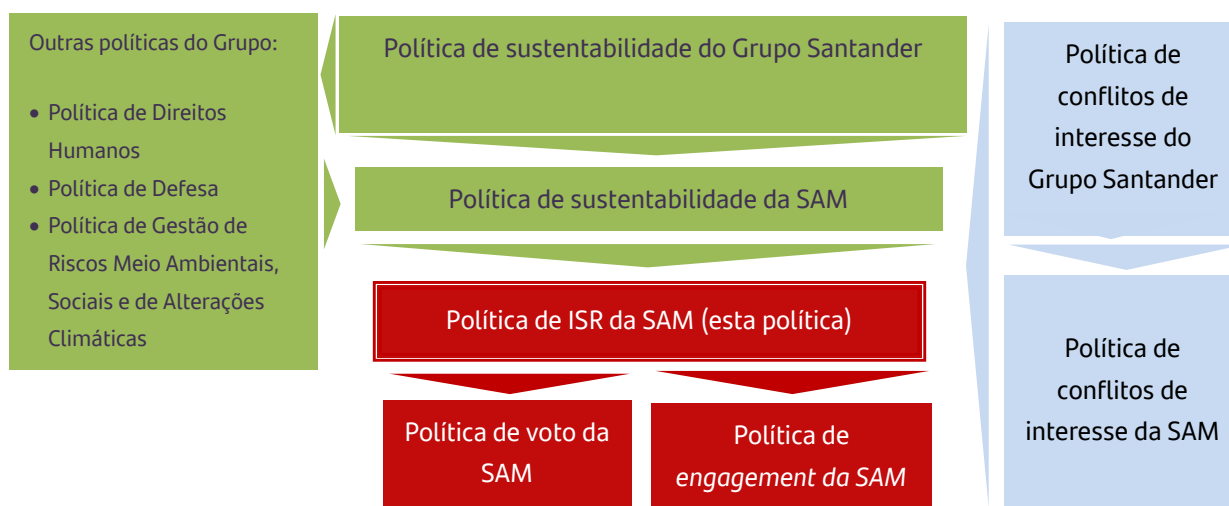 Outras políticas do Grupo:
• Política de Direitos
Humanos
• Política de Defesa
• Política de Gestão de
Riscos Meio Ambientais,
Sociais e de Alterações
Climáticas
Política de sustentabilidade do Grupo Santander
Política de sustentabilidade da SAM
Política de ISR da SAM (esta política)
Política de voto da
SAM
Política de
engagement da SAM
Política de
conflitos de
interesse do
Grupo Santander
Política de
conflitos de
interesse da SAM